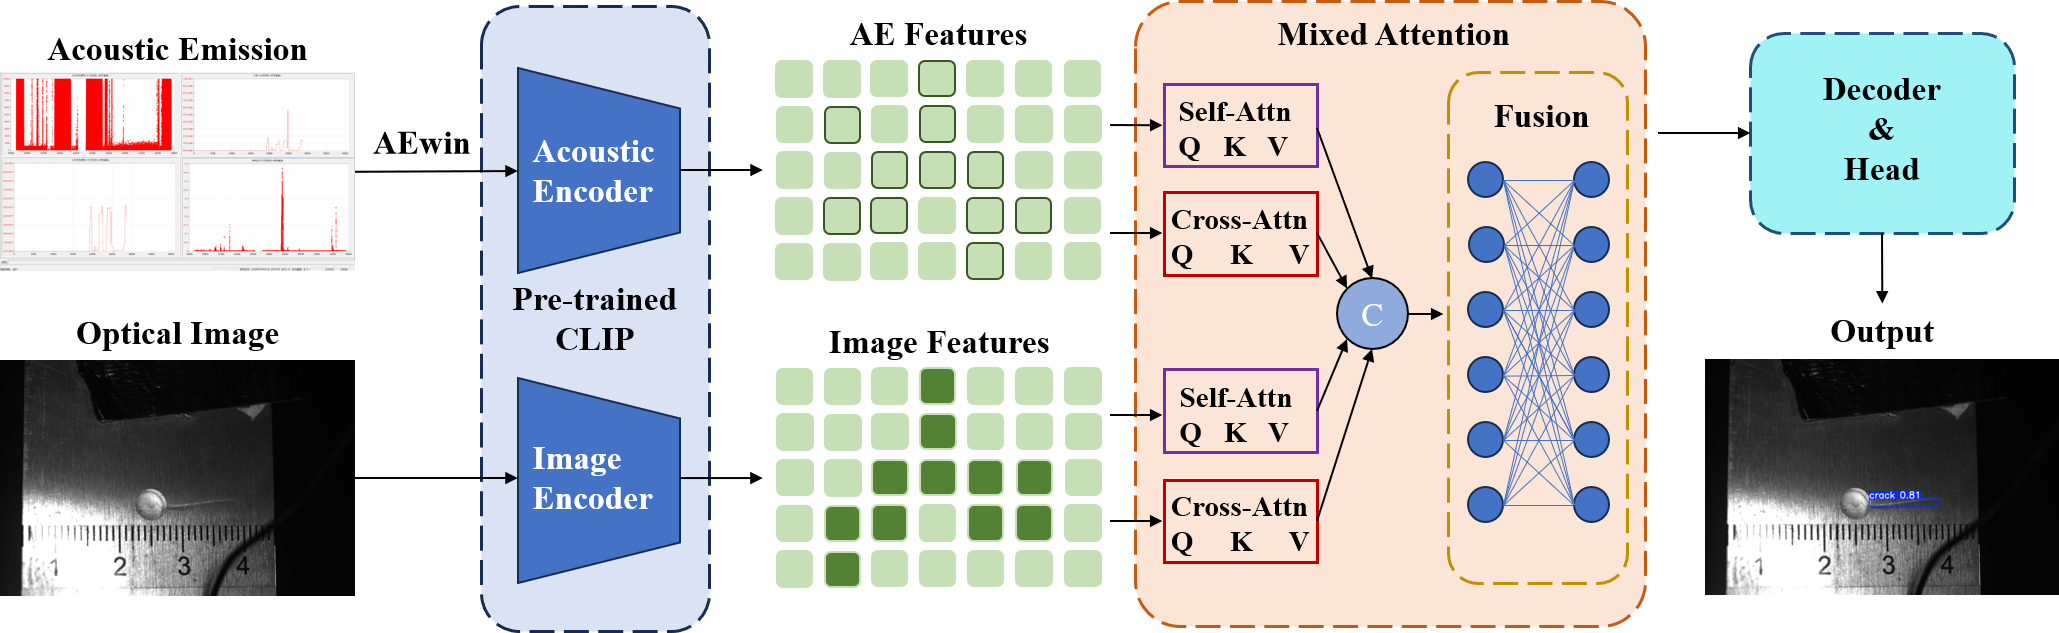 Acoustic Emission
AEwin
Optical Image
1 2 3 4
Acoustic
Encoder
Pre-trained
CLIP
Image
Encoder
AE Features
Image Features
Mixed Attention
Self-Attn
Q K V
Cross-Attn
Q K V
Self-Attn
Q K V
Cross-Attn
Q K V
C
Fusion
Decoder
&
Head
Output
crack 0.81
1 2 3 4